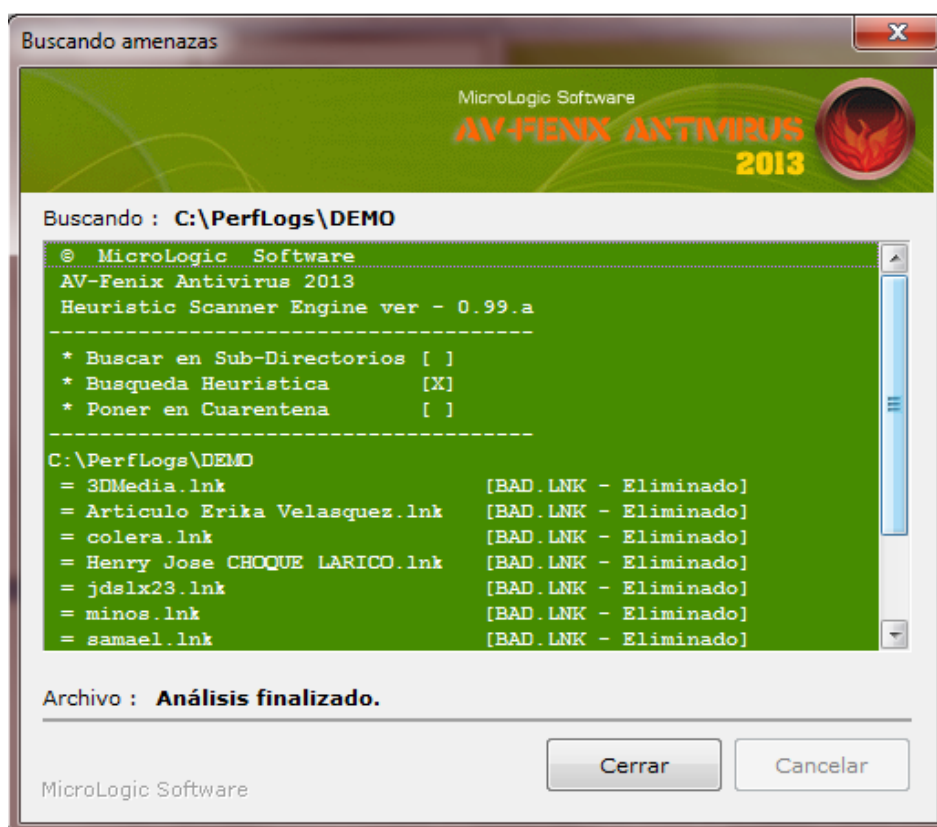 Buscando amenazas
MicroLogic Software
AV-FENIX ANTIVIRUS
2013
Buscando : C:\PerfLogs\DEMO
© MicroLogic Software
AV-Fenix Antivirus 2013
Heuristic Scanner Engine ver - 0.99.a
--------------------------------------
* Buscar en Sub-Directorios [ ]
* Busqueda Heuristica [X]
* Poner en Cuarentena [ ]
--------------------------------------
C:\PerfLogs\DEMO
= 3DMedia.lnk [BAD.LNK - Eliminado]
= Articulo Erika Velasquez.lnk [BAD.LNK - Eliminado]
= colera.lnk [BAD.LNK - Eliminado]
= Henry Jose CHOQUE LARICO.lnk [BAD.LNK - Eliminado]
= jdslx23.lnk [BAD.LNK - Eliminado]
= minos.lnk [BAD.LNK - Eliminado]
= samael.lnk [BAD.LNK - Eliminado]
Archivo : Análisis finalizado.
Cerrar Cancelar
MicroLogic Software